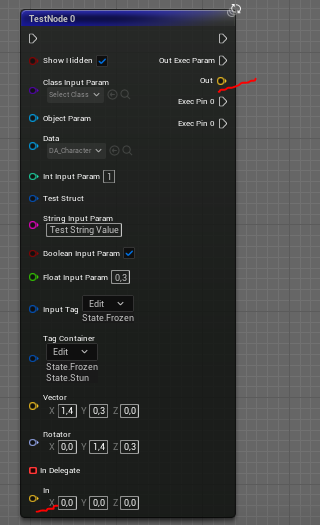 TestNode 0
Show Hidden
Out Exec Param
Class Input Param
Select Class
Out
Exec Pin 0
Object Param
Exec Pin 0
Data
DA_Character
Int Input Param 1
Test Struct
String Input Param
Test String Value
Boolean Input Param
Float Input Param 0,3
Input Tag Edit
State.Frozen
Tag Container
Edit
State.Frozen
State.Stun
Vector
X 1,4 Y 0,3 Z 0,0
Rotator
X 0,0 Y 1,4 Z 0,3
In Delegate
In
X 0,0 Y 0,0 Z 0,0